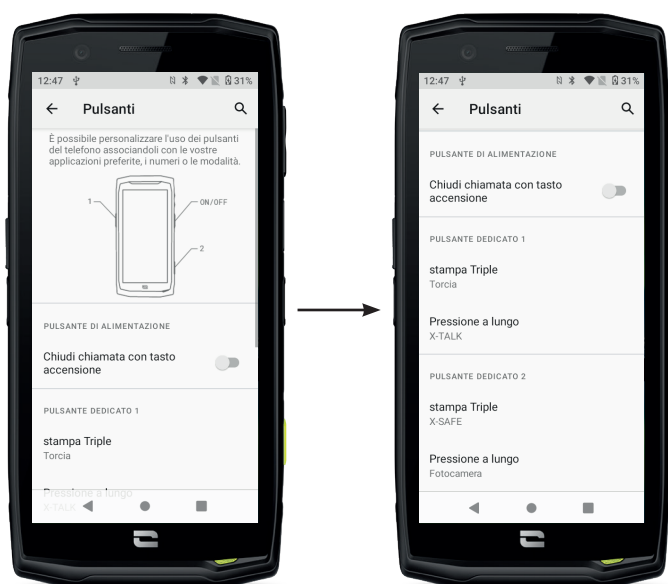 12:47
31%
Pulsanti
È possibile personalizzare l'uso dei pulsanti
del telefono associandoli con le vostre
applicazioni preferite, i numeri o le modalità.
1
ON/OFF
2
PULSANTE DI ALIMENTAZIONE
Chiudi chiamata con tasto
accensione
PULSANTE DEDICATO 1
stampa Triple
Torcia
Pressione a lungo
X-TALK
12:47
31%
Pulsanti
PULSANTE DI ALIMENTAZIONE
Chiudi chiamata con tasto
accensione
PULSANTE DEDICATO 1
stampa Triple
Torcia
Pressione a lungo
X-TALK
PULSANTE DEDICATO 2
stampa Triple
X-SAFE
Pressione a lungo
Fotocamera